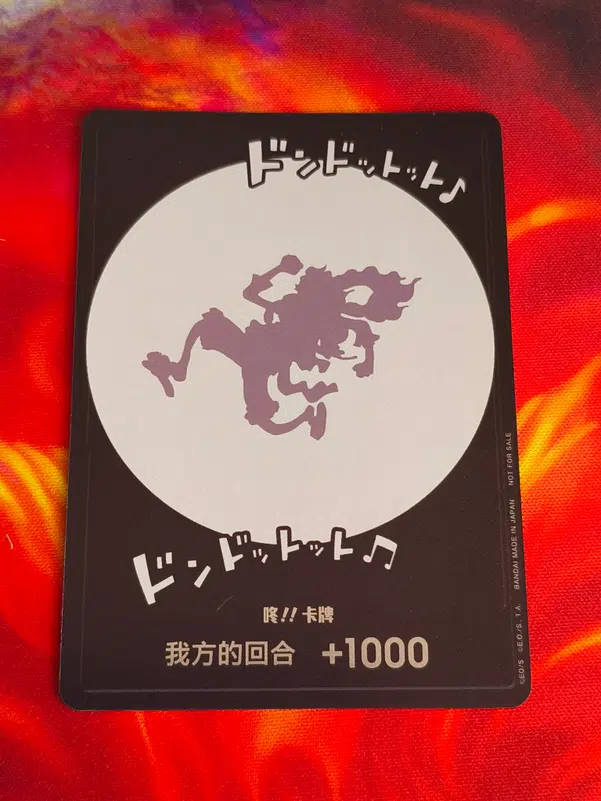 ドンドットット♪
ドンドットット♫
咚!! 卡牌
我方的回合 +1000
©E.O/S ©E.O./S, T.A. BANDAI MADE IN JAPAN NOT FOR SALE